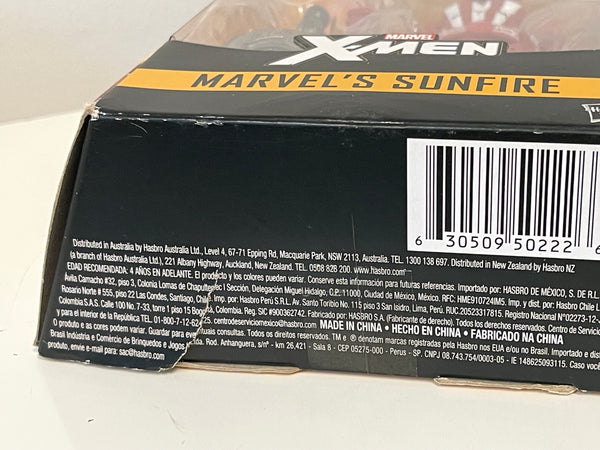 MARVEL
X-MEN
MARVEL'S SUNFIRE
6 30509 50222 6
Distributed in Australia by Hasbro Australia Ltd., Level 4, 67-71 Epping Rd, Macquarie Park, NSW 2113, Australia. TEL. 1300 138 697. Distributed in New Zealand by Hasbro NZ
(a branch of Hasbro Australia Ltd.), 221 Albany Highway, Auckland, New Zealand. TEL. 0508 828 200. www.hasbro.com
EDAD RECOMENDADA: 4 AÑOS EN ADELANTE. El producto y los colores pueden variar. Conserve esta información para futuras referencias. Importado por: HASBRO DE MÉXICO, S. DE R.L.
Ávila Camacho #32, piso 3, Colonia Lomas de Chapultepec I Sección, Delegación Miguel Hidalgo, C.P. 11000, Ciudad de México, México. RFC: HME910724IM5. Imp. y dist. por: Hasbro Chile L
Rosario Norte # 555, piso 22 Las Condes, Santiago, Imp. por: Hasbro Perú S.R.L. Av. Santo Toribio No. 115 piso 3 San Isidro, Lima, Perú. RUC.20523317815. Registro Nacional N°02273-12-
Colombia S.A.S. Calle 100 No. 7-33, torre 1 piso 15 Bogotá, Colombia. Reg. SIC #900362742. Fabricado por: HASBRO S.A (Fabricante de derecho). Todos los derechos reservados. Centro de Servicio
y para el interior de la República TEL. 01-800-7-12-62 centrodeserviciomexico@hasbro.com. MADE IN CHINA • HECHO EN CHINA • FABRICADO NA CHINA
O produto e as cores podem variar. Guardar para eventuais consultas. Todos os direitos reservados. TM e ® denotam marcas registradas pela Hasbro nos EUA e/ou no Brasil. Importado e dis
Brasil Indústria e Comércio de Brinquedos e Jogos Rod. Anhanguera, s/nº - km 26,421 - Sala 8 - CEP 05275-000 - Perus - SP. CNPJ 08.743.754/0003-05 - IE 148625093115. Caso você
por favor, envie e-mail para: sac@hasbro.com.